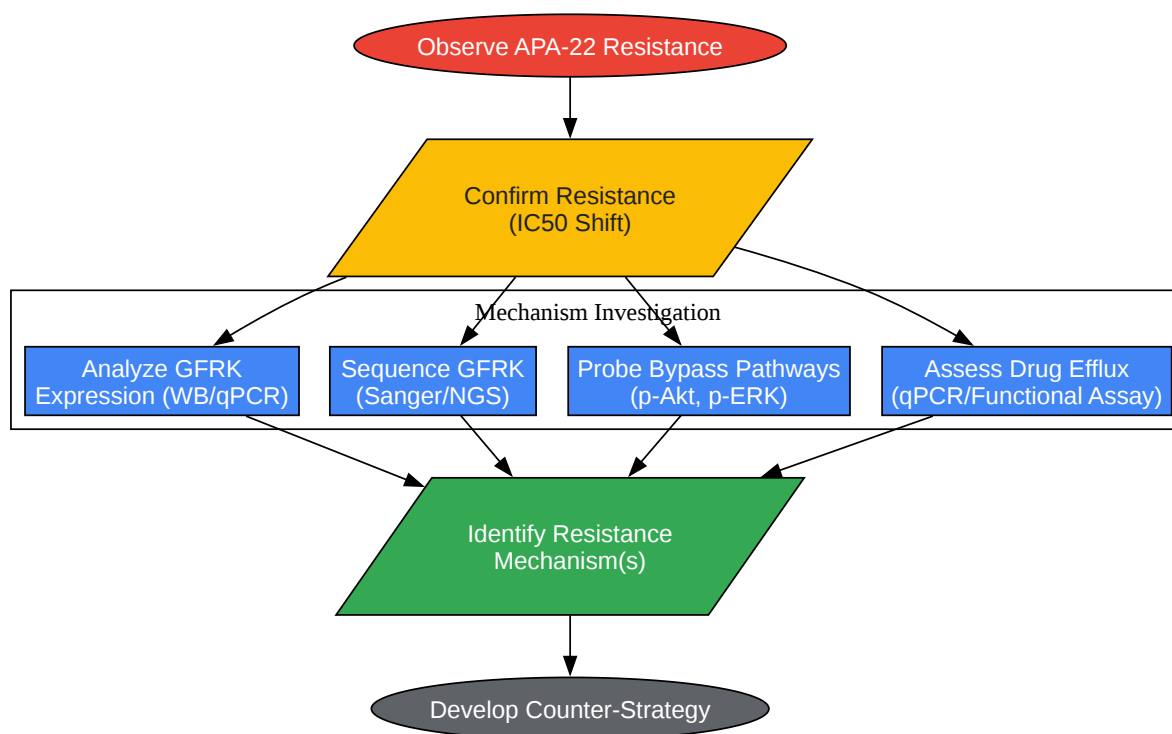 Observe APA-22 Resistance
Confirm Resistance
(IC50 Shift)
Mechanism Investigation
Analyze GFRK
Expression (WB/qPCR)
Sequence GFRK
(Sanger/NGS)
Probe Bypass Pathways
(p-Akt, p-ERK)
Assess Drug Efflux
(qPCR/Functional Assay)
Identify Resistance
Mechanism(s)
Develop Counter-Strategy